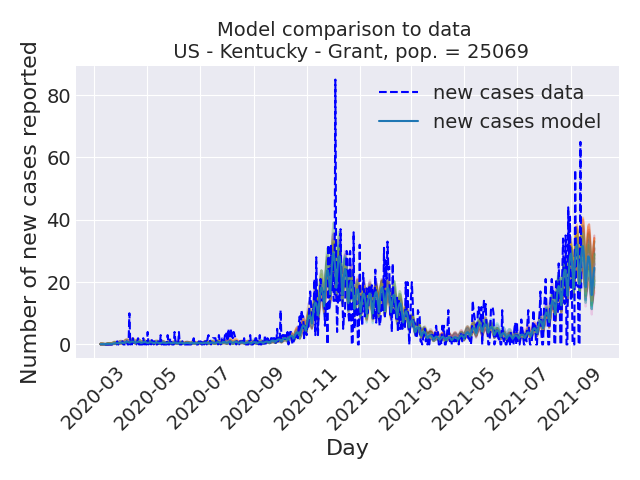 Model comparison to data
US - Kentucky - Grant, pop. = 25069
new cases data
new cases model
Number of new cases reported
80
60
40
20
0
2020-03
2020-05
2020-07
2020-09
2020-11
2021-01
2021-03
2021-05
2021-07
2021-09
Day